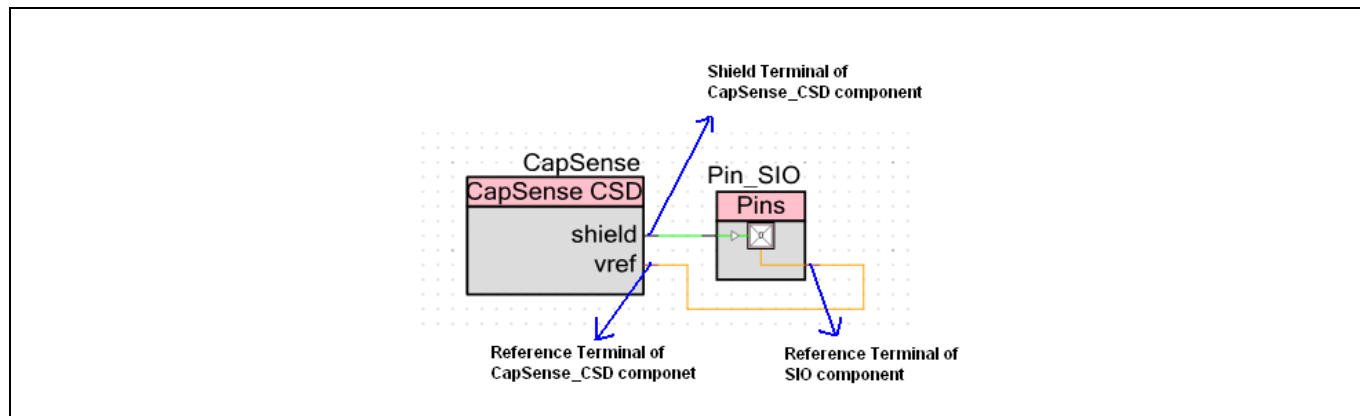 Shield Terminal of
CapSense_CSD component
CapSense
CapSense CSD
shield
vref
Pin_SIO
Pins
Reference Terminal of
CapSense_CSD componet
Reference Terminal of
SIO component